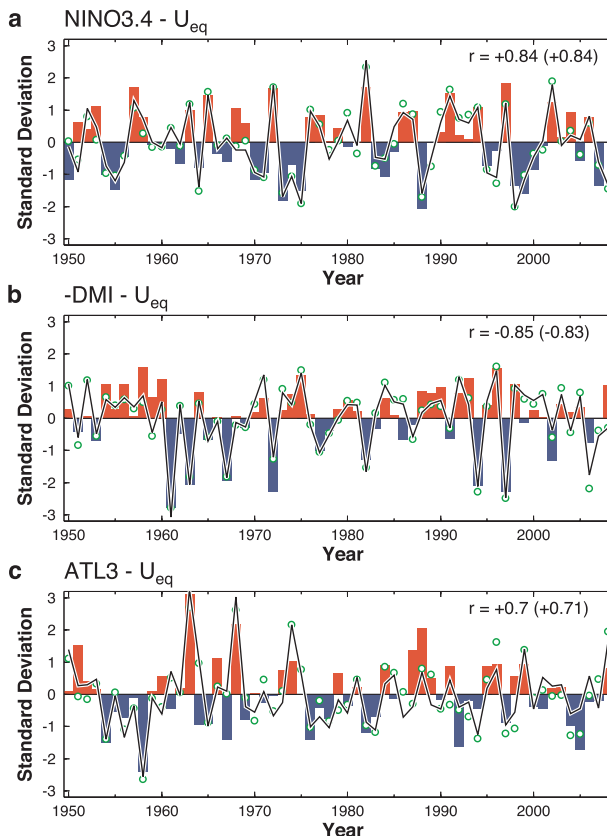 a NINO3.4 - Ueq
r = +0.84 (+0.84)
3
2
1
0
-1
-2
-3
Standard Deviation
1950 1960 1970 1980 1990 2000
Year
b -DMI - Ueq
r = -0.85 (-0.83)
3
2
1
0
-1
-2
-3
Standard Deviation
1950 1960 1970 1980 1990 2000
Year
c ATL3 - Ueq
r = +0.7 (+0.71)
3
2
1
0
-1
-2
-3
Standard Deviation
1950 1960 1970 1980 1990 2000
Year